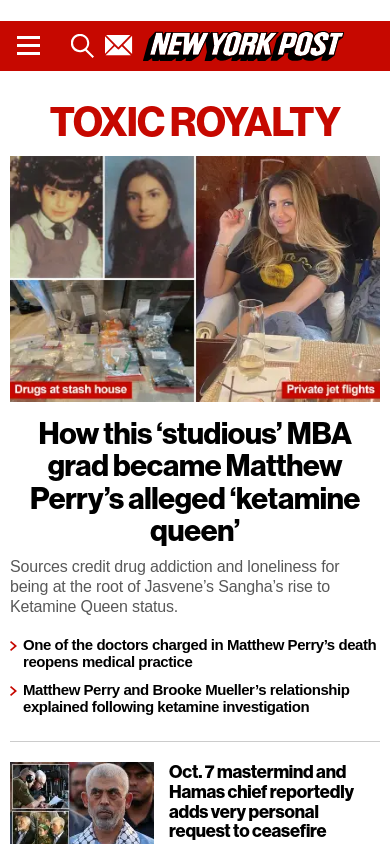 NEW YORK POST
TOXIC ROYALTY
Drugs at stash house
Private jet flights
How this ‘studious’ MBA
grad became Matthew
Perry’s alleged ‘ketamine
queen’
Sources credit drug addiction and loneliness for
being at the root of Jasvene’s Sangha’s rise to
Ketamine Queen status.
One of the doctors charged in Matthew Perry’s death
reopens medical practice
Matthew Perry and Brooke Mueller’s relationship
explained following ketamine investigation
Oct. 7 mastermind and
Hamas chief reportedly
adds very personal
request to ceasefire